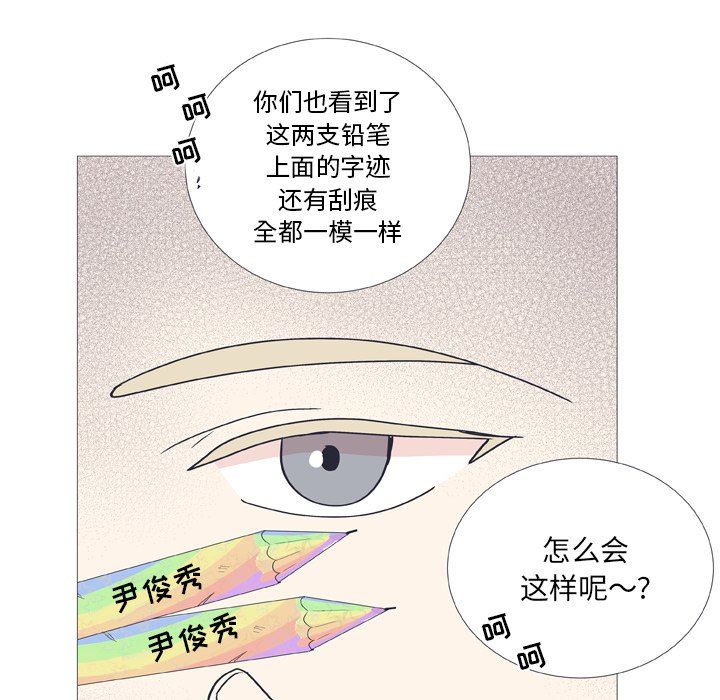 呵
呵
呵
你们也看到了
这两支铅笔
上面的字迹
还有刮痕
全都一模一样
怎么会
这样呢～?
尹俊秀
尹俊秀
呵
呵